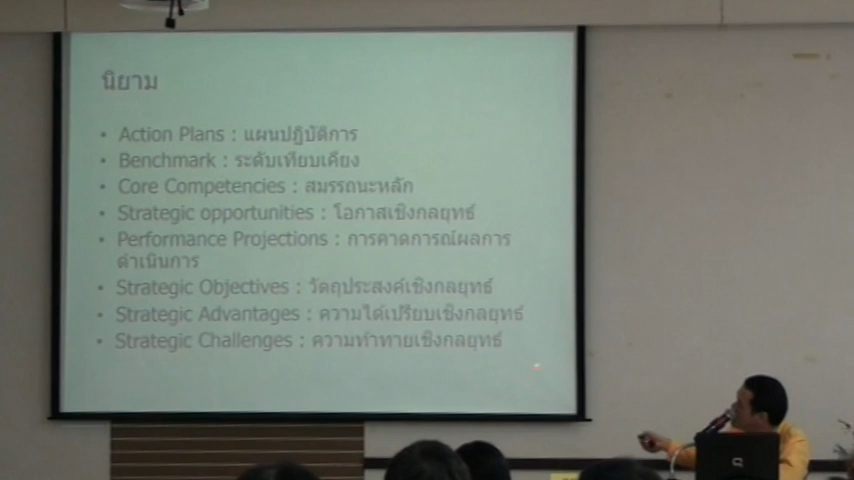 นิยาม
• Action Plans : แผนปฏิบัติการ
• Benchmark : ระดับเทียบเคียง
• Core Competencies : สมรรถนะหลัก
• Strategic opportunities : โอกาสเชิงกลยุทธ์
• Performance Projections : การคาดการณ์ผลการ
ดำเนินการ
• Strategic Objectives : วัตถุประสงค์เชิงกลยุทธ์
• Strategic Advantages : ความได้เปรียบเชิงกลยุทธ์
• Strategic Challenges : ความท้าทายเชิงกลยุทธ์